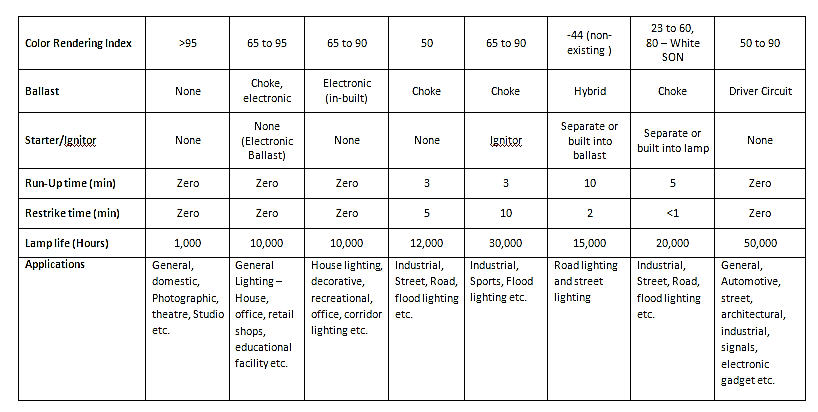 Color Rendering Index >95 65 to 95 65 to 90 50 65 to 90 -44 (non-existing ) 23 to 60, 80 – White SON 50 to 90
Ballast None Choke, electronic Electronic (in-built) Choke Choke Hybrid Choke Driver Circuit
Starter/Ignitor None None (Electronic Ballast) None None Ignitor Separate or built into ballast Separate or built into lamp None
Run-Up time (min) Zero Zero Zero 3 3 10 5 Zero
Restrike time (min) Zero Zero Zero 5 10 2 <1 Zero
Lamp life (Hours) 1,000 10,000 10,000 12,000 30,000 15,000 20,000 50,000
Applications
General,
domestic,
Photographic,
theatre, Studio
etc.
General
Lighting –
House,
office, retail
shops,
educational
facility etc.
House lighting,
decorative,
recreational,
office, corridor
lighting etc.
Industrial,
Street, Road,
flood lighting
etc.
Industrial,
Sports, Flood
lighting etc.
Road lighting
and street
lighting
Industrial,
Street, Road,
flood lighting
etc.
General,
Automotive,
street,
architectural,
industrial,
signals,
electronic
gadget etc.